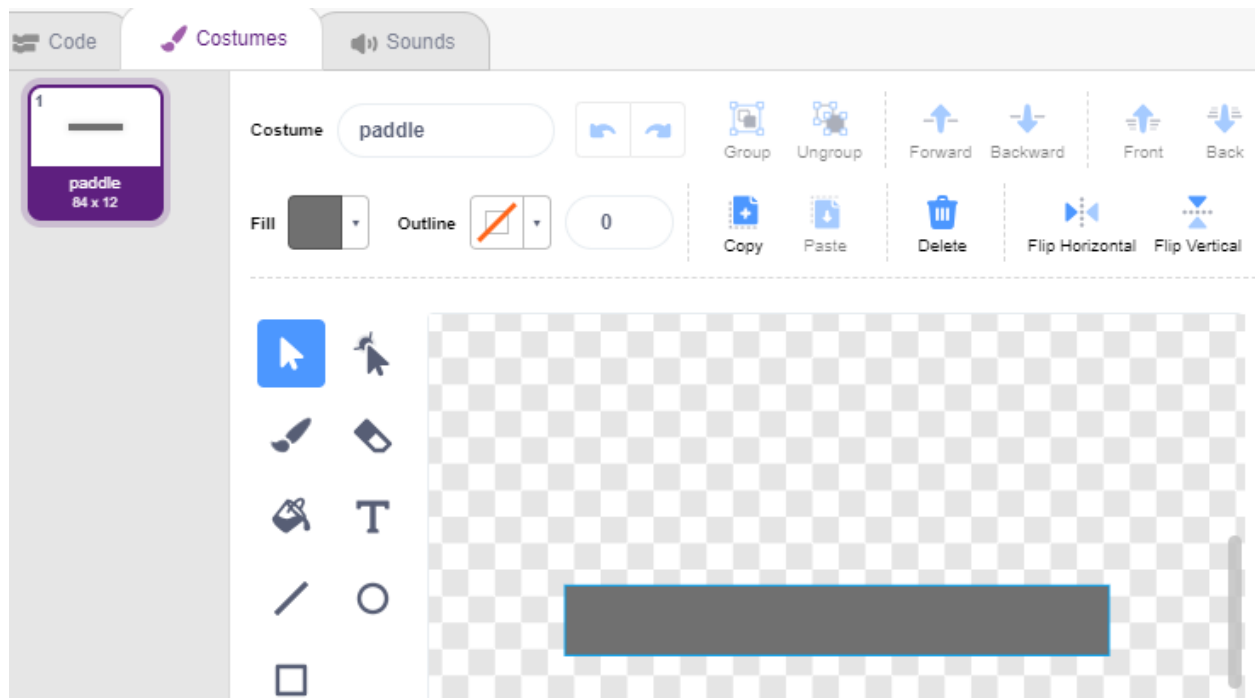 Code
Costumes
Sounds
1
paddle
84 x 12
Costume
paddle
Group
Ungroup
Forward
Backward
Front
Back
Fill
Outline
0
Copy
Paste
Delete
Flip Horizontal
Flip Vertical
T